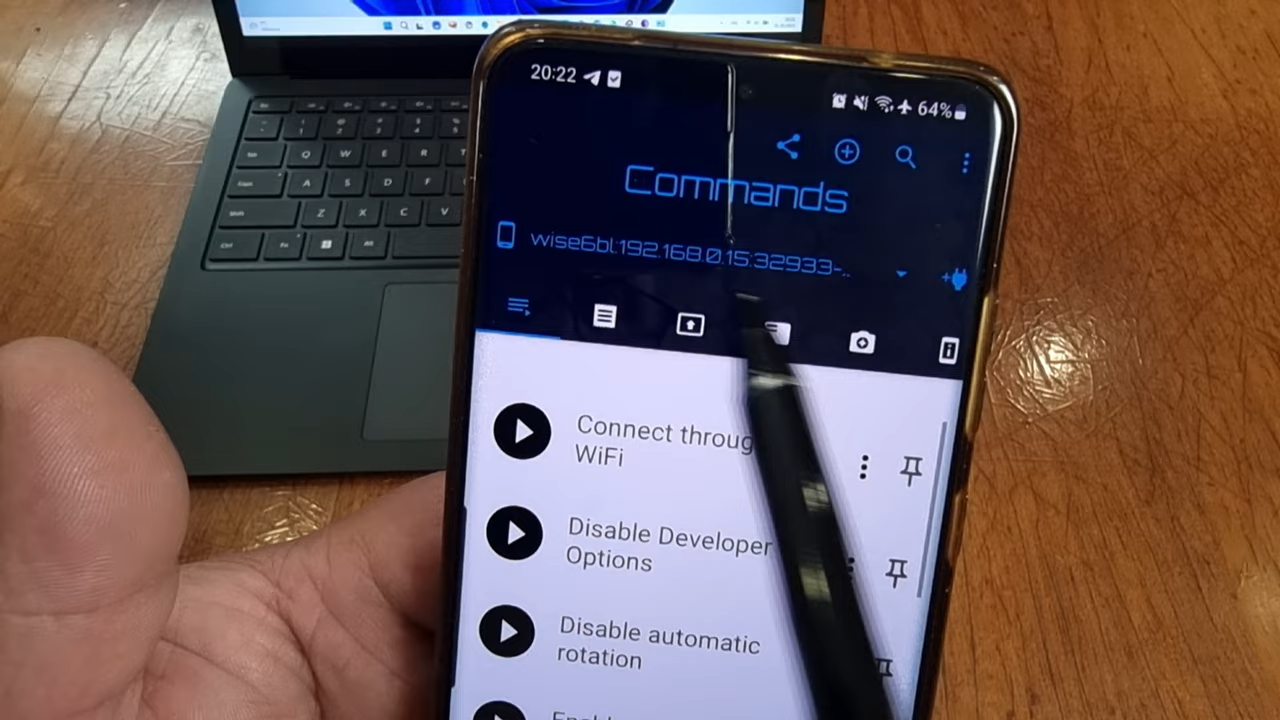 20:22
64%
Commands
wise6bl:192.168.0.15:32933-..
Connect throug
WiFi
Disable Developer
Options
Disable automatic
rotation
Q W E R T
A S D F
Z X C V